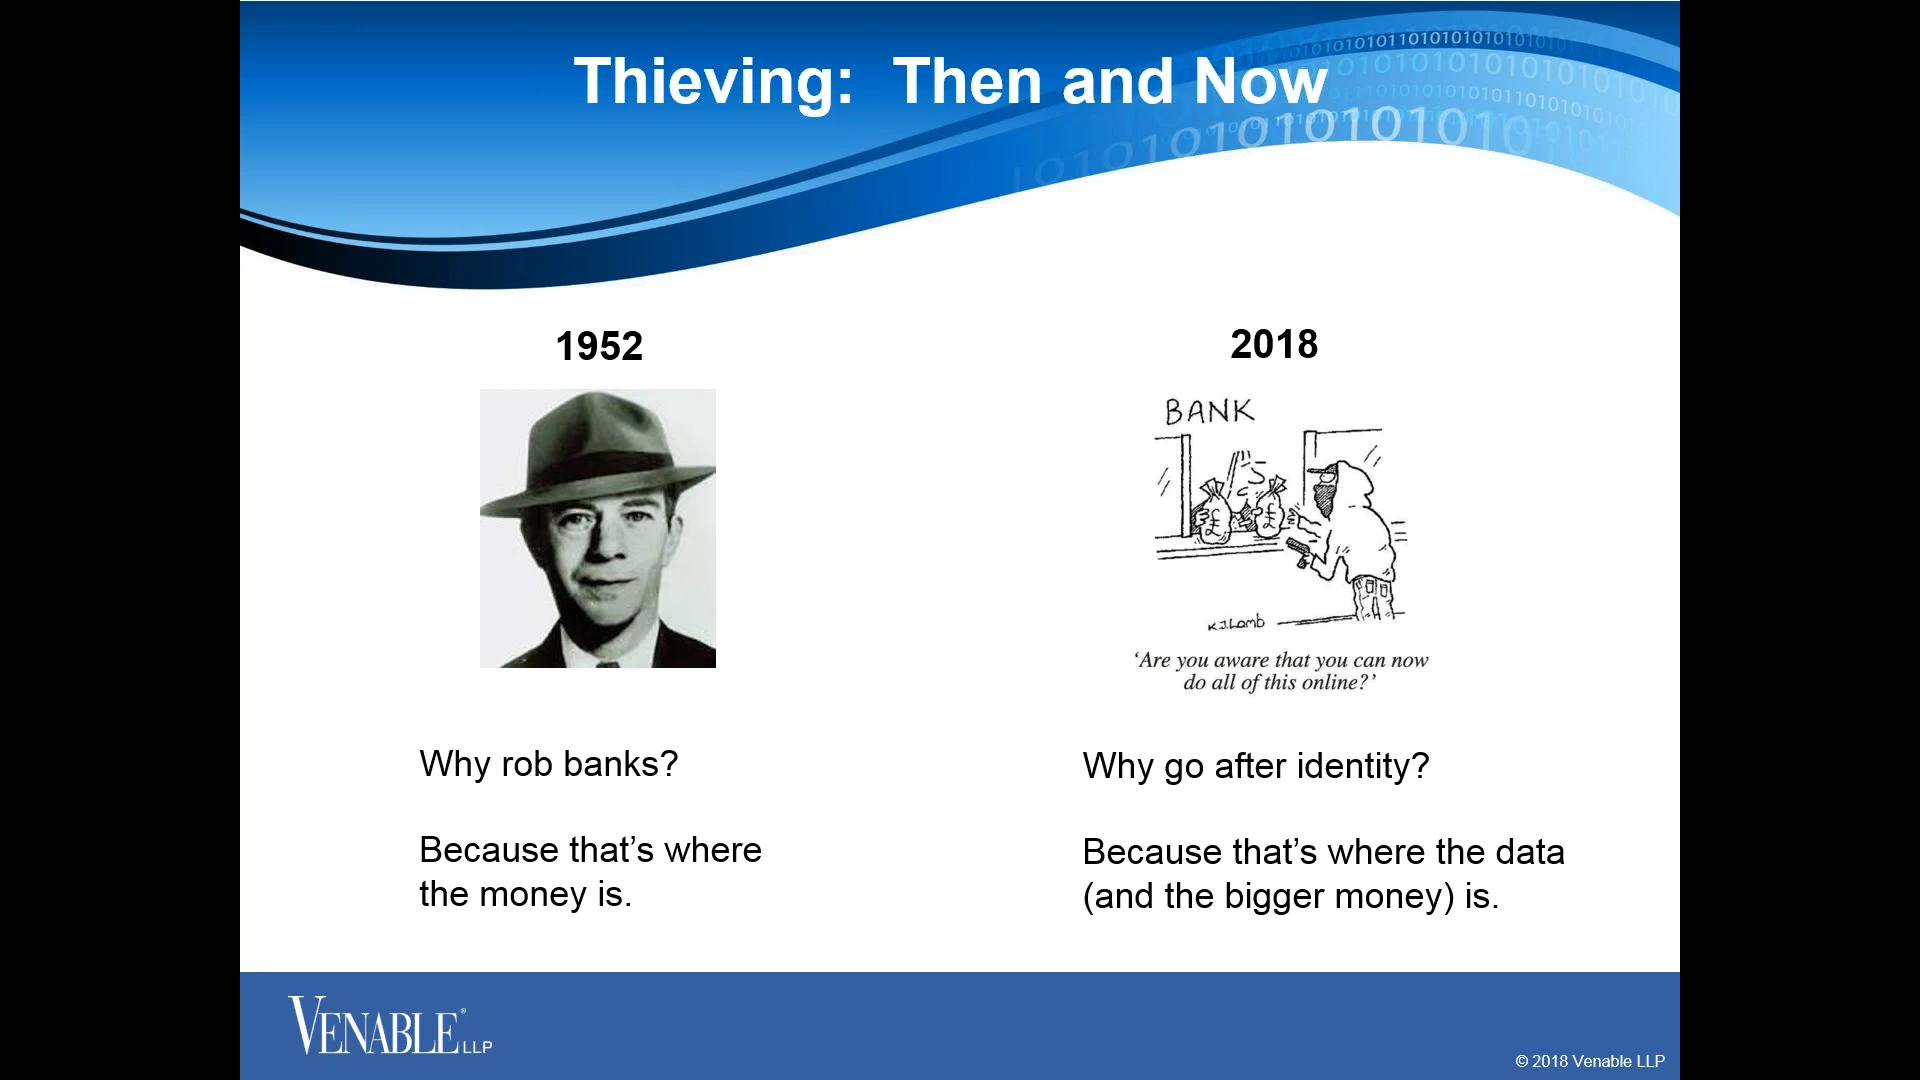 Thieving: Then and Now
1952
2018
BANK
£
£
K.J.Lamb
‘Are you aware that you can now
do all of this online?’
Why rob banks?
Because that’s where
the money is.
Why go after identity?
Because that’s where the data
(and the bigger money) is.
VENABLE® LLP
© 2018 Venable LLP